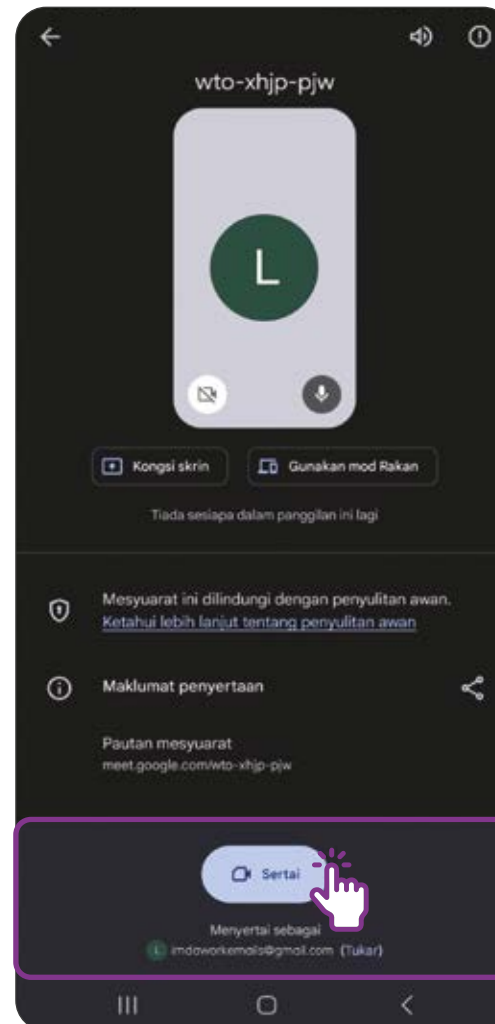 wto-xhjp-pjw
L
Kongsi skrin
Gunakan mod Rakan
Tiada sesiapa dalam panggilan ini lagi
Mesyuarat ini dilindungi dengan penyulitan awan.
Ketahui lebih lanjut tentang penyulitan awan
Maklumat penyertaan
Pautan mesyuarat
meet.google.com/wto-xhjp-pjw
Sertai
Menyertai sebagai
L imdaworkemails@gmail.com (Tukar)